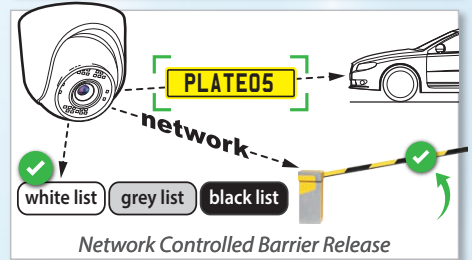 PLATE05
network
white list
grey list
black list
Network Controlled Barrier Release